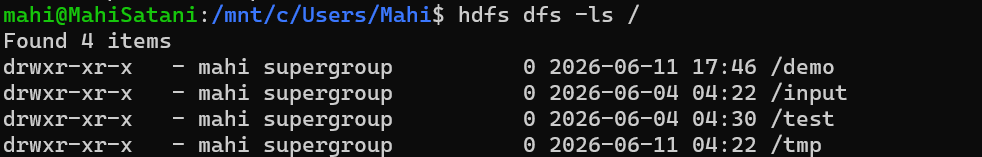 mahi@MahiSatani:/mnt/c/Users/Mahi$ hdfs dfs -ls /
Found 4 items
drwxr-xr-x   - mahi supergroup          0 2026-06-11 17:46 /demo
drwxr-xr-x   - mahi supergroup          0 2026-06-04 04:22 /input
drwxr-xr-x   - mahi supergroup          0 2026-06-04 04:30 /test
drwxr-xr-x   - mahi supergroup          0 2026-06-11 04:22 /tmp